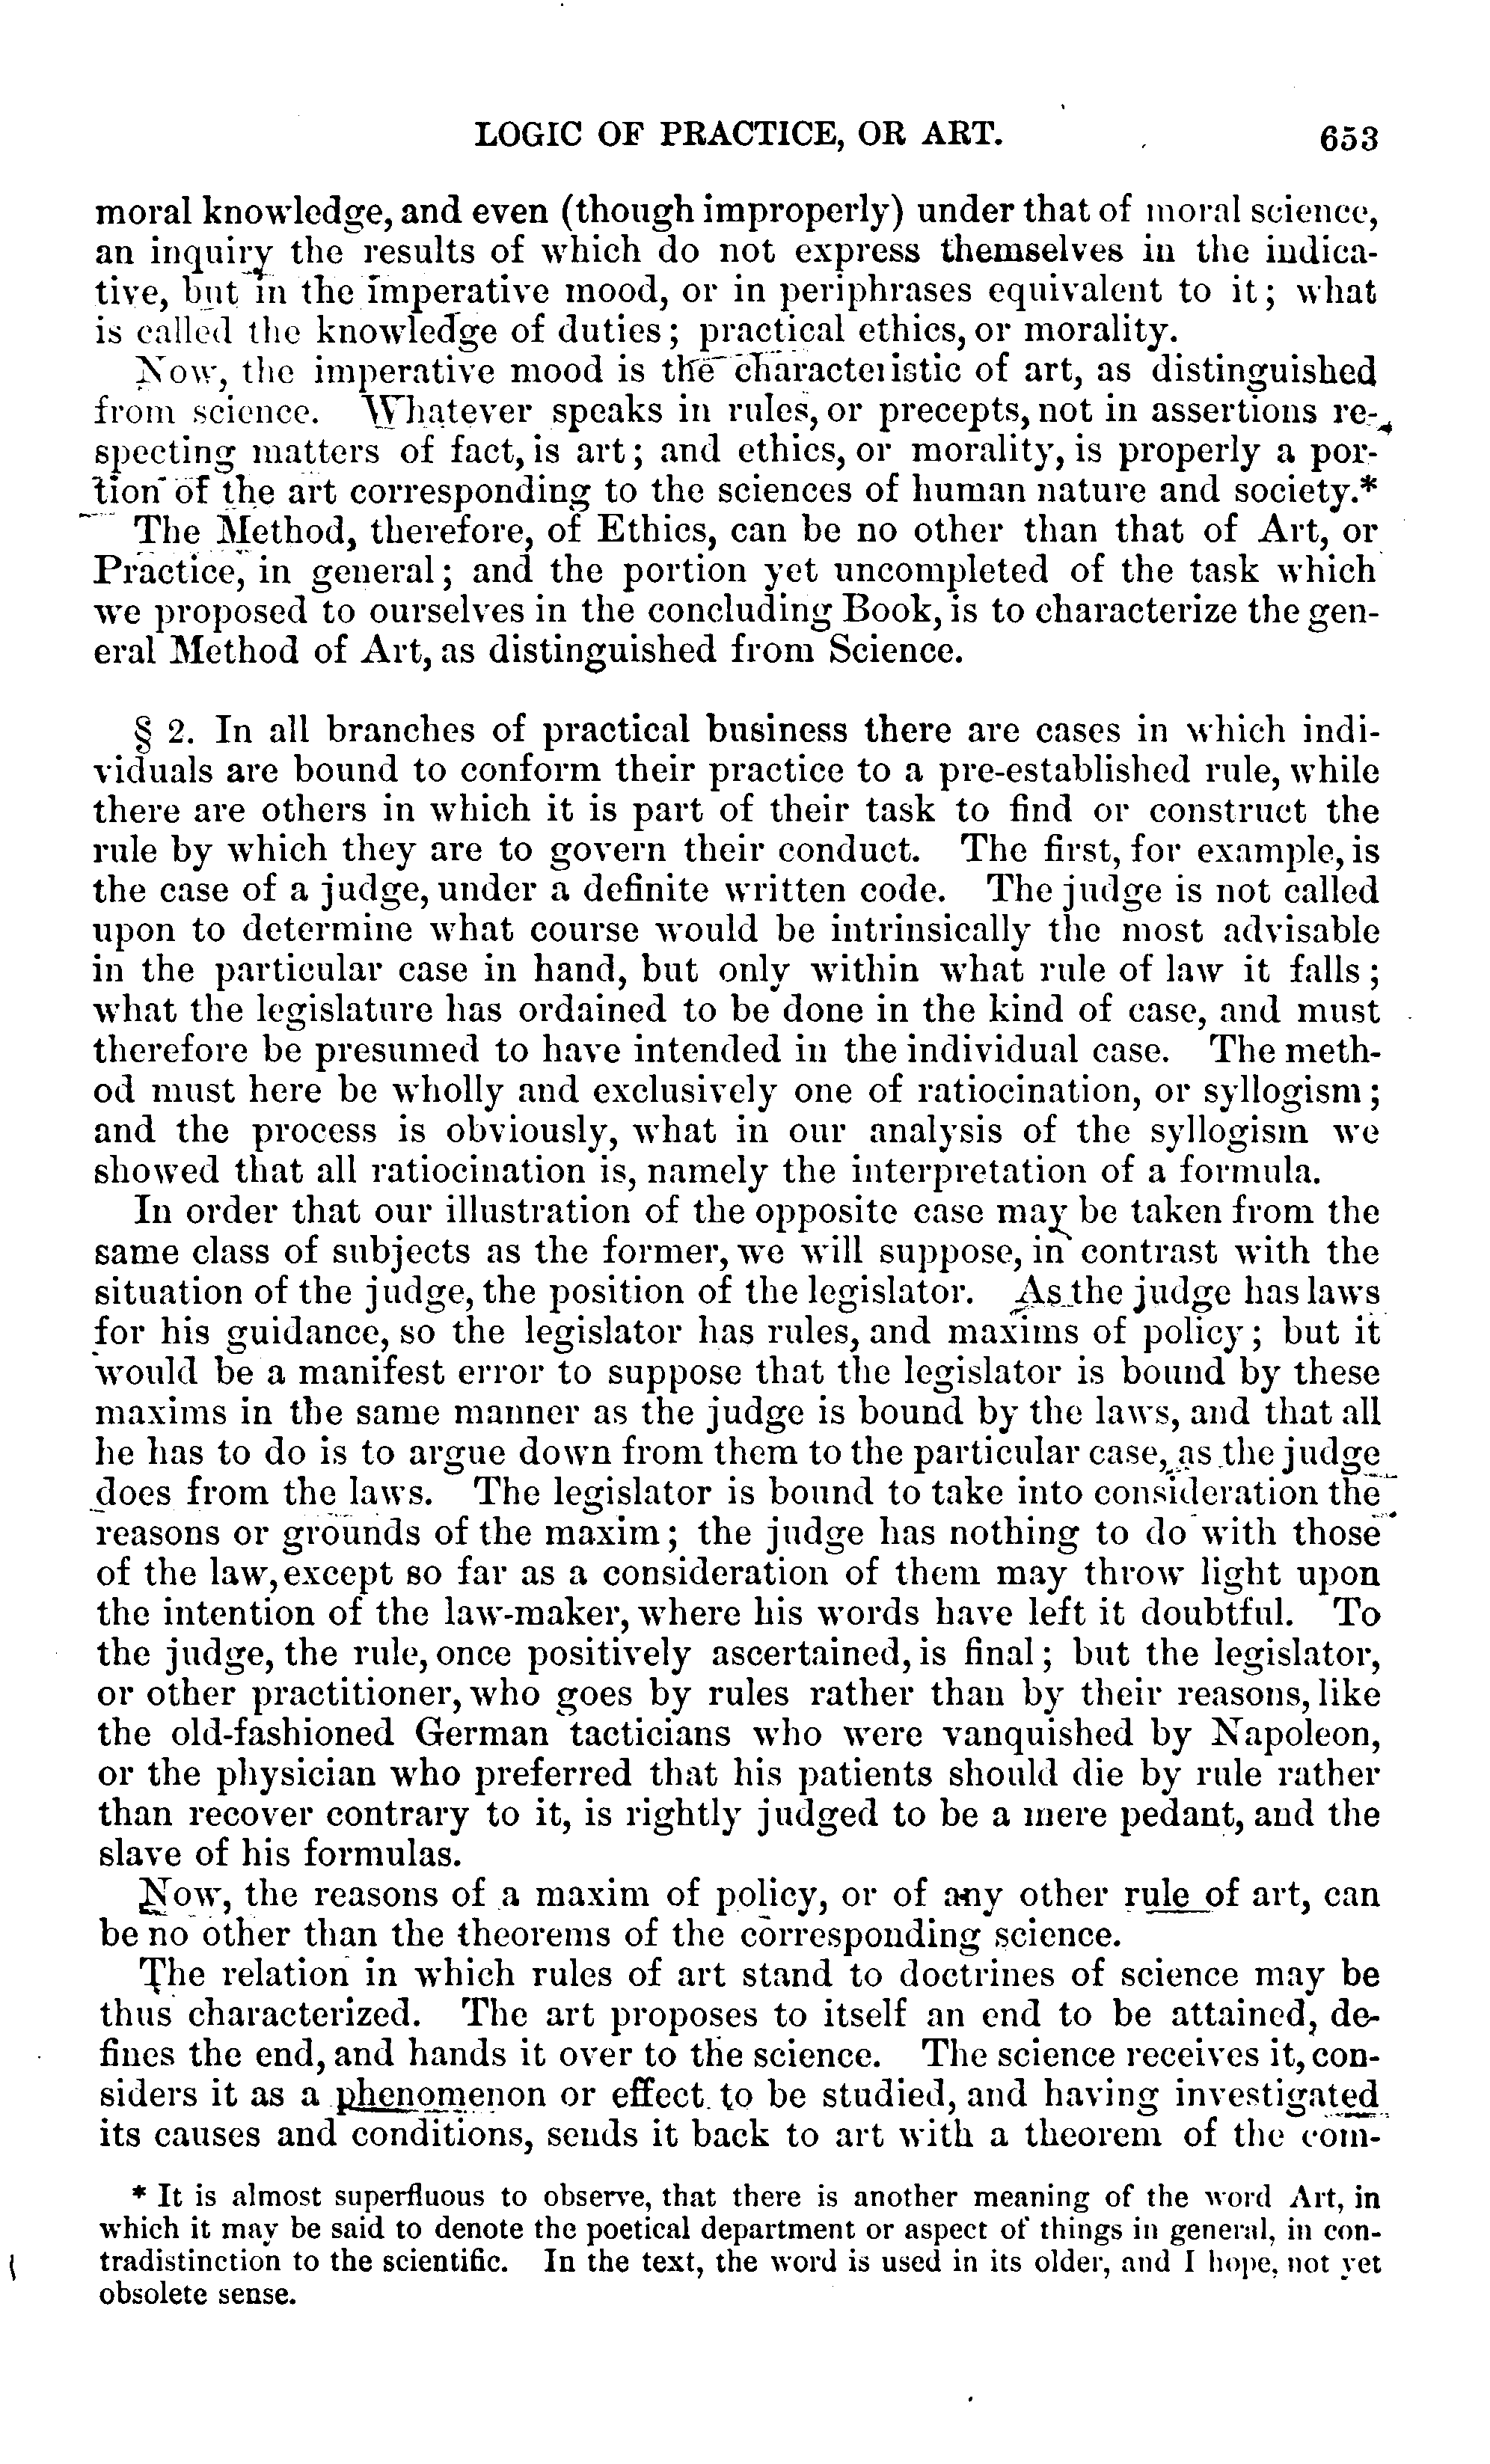 LOGIC OF PRACTICE, OR ART. 653
moral knowledge, and even (though improperly) under that of moral science,
an inquiry the results of which do not express themselves in the indica-
tive, but in the imperative mood, or in periphrases equivalent to it; what
is called the knowledge of duties; practical ethics, or morality.
Now, the imperative mood is the characteristic of art, as distinguished
from science. Whatever speaks in rules, or precepts, not in assertions re-
specting matters of fact, is art; and ethics, or morality, is properly a por-
tion of the art corresponding to the sciences of human nature and society.*
The Method, therefore, of Ethics, can be no other than that of Art, or
Practice, in general; and the portion yet uncompleted of the task which
we proposed to ourselves in the concluding Book, is to characterize the gen-
eral Method of Art, as distinguished from Science.
§ 2. In all branches of practical business there are cases in which indi-
viduals are bound to conform their practice to a pre-established rule, while
there are others in which it is part of their task to find or construct the
rule by which they are to govern their conduct. The first, for example, is
the case of a judge, under a definite written code. The judge is not called
upon to determine what course would be intrinsically the most advisable
in the particular case in hand, but only within what rule of law it falls;
what the legislature has ordained to be done in the kind of case, and must
therefore be presumed to have intended in the individual case. The meth-
od must here be wholly and exclusively one of ratiocination, or syllogism;
and the process is obviously, what in our analysis of the syllogism we
showed that all ratiocination is, namely the interpretation of a formula.
In order that our illustration of the opposite case may be taken from the
same class of subjects as the former, we will suppose, in contrast with the
situation of the judge, the position of the legislator. As the judge has laws
for his guidance, so the legislator has rules, and maxims of policy; but it
would be a manifest error to suppose that the legislator is bound by these
maxims in the same manner as the judge is bound by the laws, and that all
he has to do is to argue down from them to the particular case, as the judge
does from the laws. The legislator is bound to take into consideration the
reasons or grounds of the maxim; the judge has nothing to do with those
of the law, except so far as a consideration of them may throw light upon
the intention of the law-maker, where his words have left it doubtful. To
the judge, the rule, once positively ascertained, is final; but the legislator,
or other practitioner, who goes by rules rather than by their reasons, like
the old-fashioned German tacticians who were vanquished by Napoleon,
or the physician who preferred that his patients should die by rule rather
than recover contrary to it, is rightly judged to be a mere pedant, and the
slave of his formulas.
Now, the reasons of a maxim of policy, or of any other rule of art, can
be no other than the theorems of the corresponding science.
The relation in which rules of art stand to doctrines of science may be
thus characterized. The art proposes to itself an end to be attained, de-
fines the end, and hands it over to the science. The science receives it, con-
siders it as a phenomenon or effect to be studied, and having investigated
its causes and conditions, sends it back to art with a theorem of the com-
* It is almost superfluous to observe, that there is another meaning of the word Art, in
which it may be said to denote the poetical department or aspect of things in general, in con-
tradistinction to the scientific. In the text, the word is used in its older, and I hope, not yet
obsolete sense.